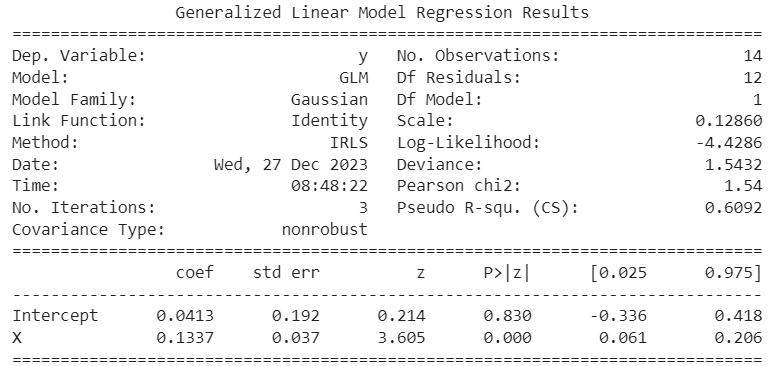 Generalized Linear Model Regression Results
==============================================================================
Dep. Variable:                      y   No. Observations:                   14
Model:                            GLM   Df Residuals:                       12
Model Family:                Gaussian   Df Model:                            1
Link Function:               Identity   Scale:                         0.12860
Method:                          IRLS   Log-Likelihood:                -4.4286
Date:                Wed, 27 Dec 2023   Deviance:                       1.5432
Time:                        08:48:22   Pearson chi2:                     1.54
No. Iterations:                     3   Pseudo R-squ. (CS):             0.6092
Covariance Type:            nonrobust
==============================================================================
                 coef    std err          z      P>|z|      [0.025      0.975]
------------------------------------------------------------------------------
Intercept      0.0413      0.192      0.214      0.830      -0.336       0.418
X              0.1337      0.037      3.605      0.000       0.061       0.206
==============================================================================